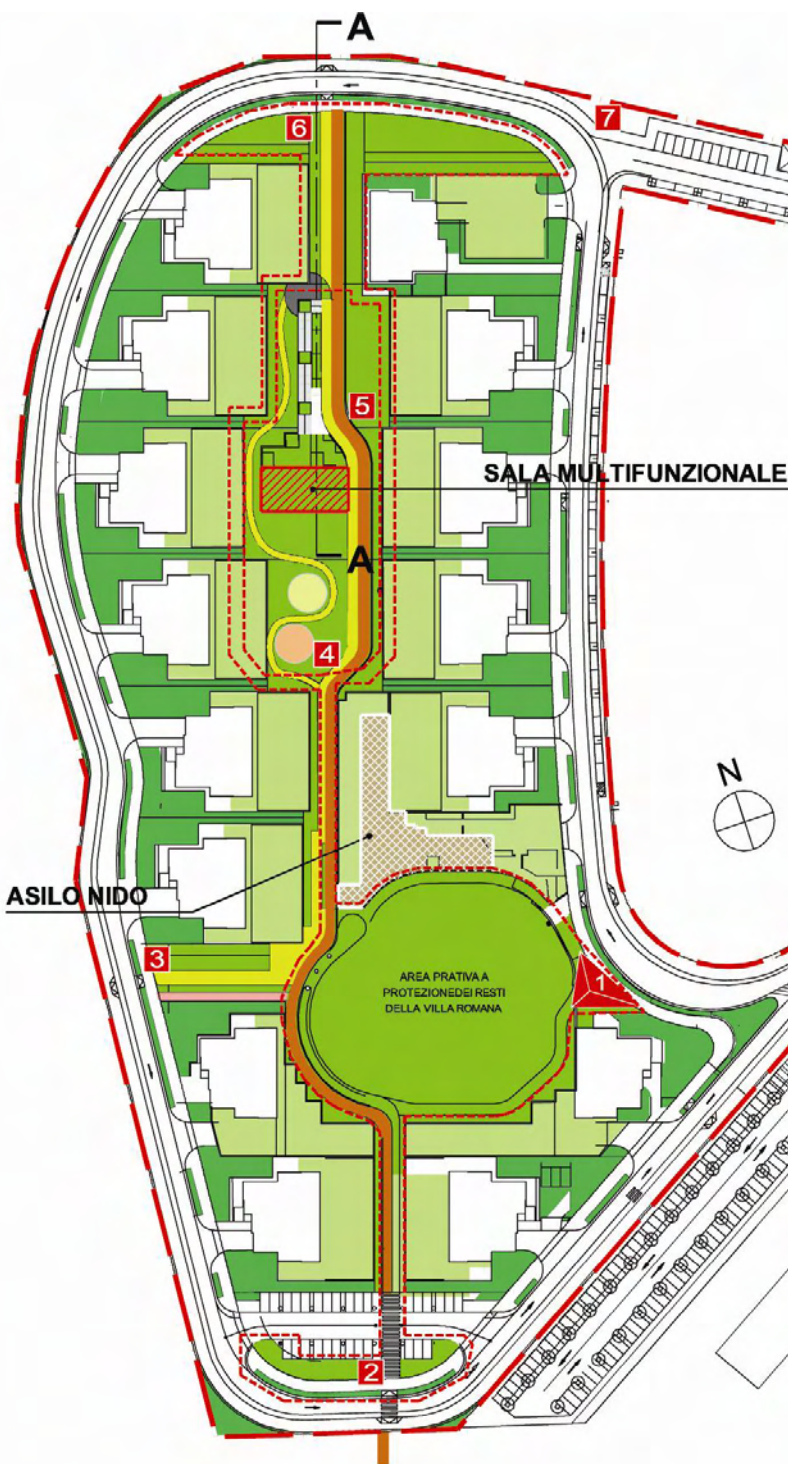 A
6
7
5
SALA MULTIFUNZIONALE
A
4
N
ASILO NIDO
3
AREA PRATIVA A
PROTEZIONEDEI RESTI
DELLA VILLA ROMANA
1
2